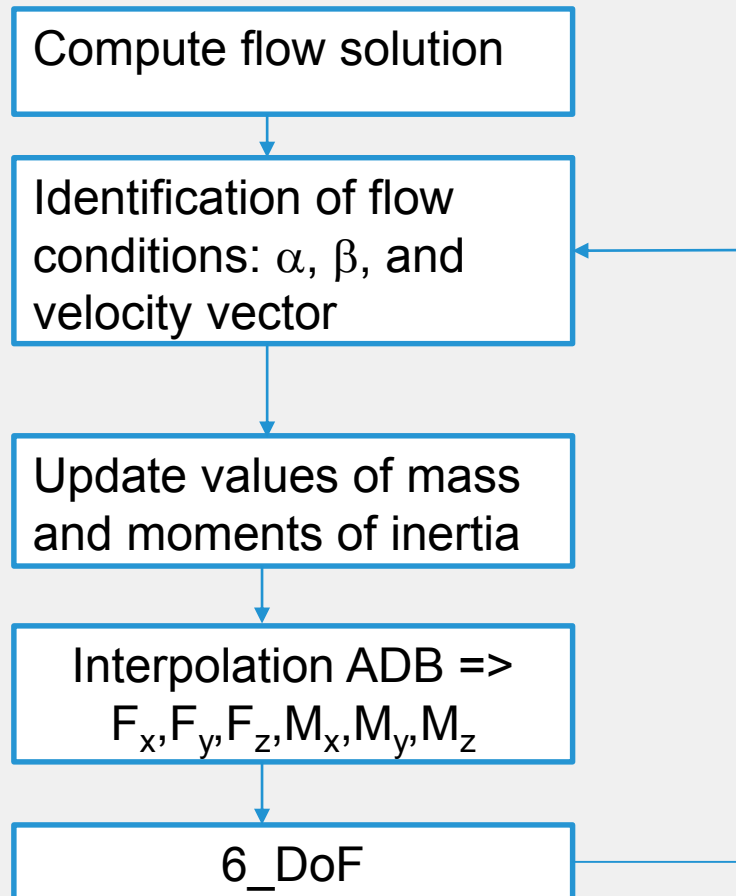 Compute flow solution
Identification of flow
conditions: α, β, and
velocity vector
Update values of mass
and moments of inertia
Interpolation ADB =>
Fx,Fy,Fz,Mx,My,Mz
6_DoF